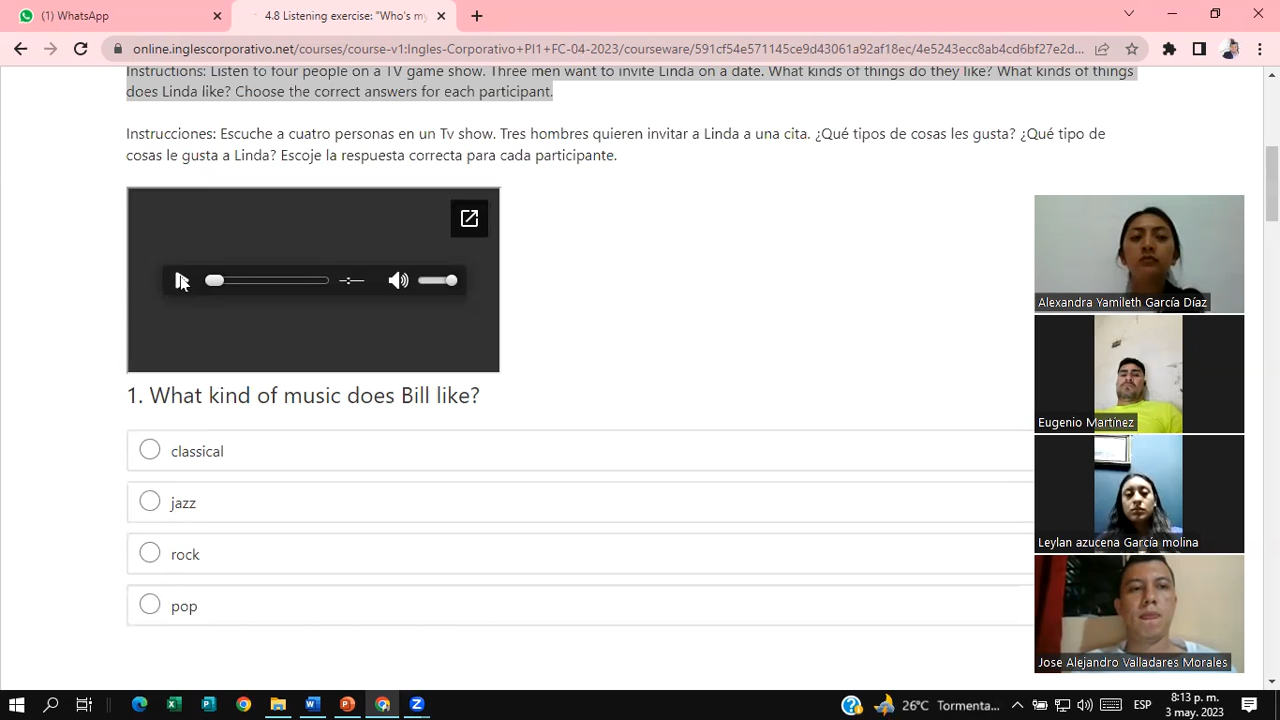 (1) WhatsApp
4.8 Listening exercise: "Who's my
online.inglescorporativo.net/courses/course-v1:Ingles-Corporativo+PI1+FC-04-2023/courseware/591cf54e571145ce9d43061a92af18ec/4e5243ecc8ab4cd6bf27e2d...
Instructions: Listen to four people on a TV game show. Three men want to invite Linda on a date. What kinds of things do they like? What kinds of things
does Linda like? Choose the correct answers for each participant.
Instrucciones: Escuche a cuatro personas en un Tv show. Tres hombres quieren invitar a Linda a una cita. ¿Qué tipos de cosas les gusta? ¿Qué tipo de
cosas le gusta a Linda? Escoje la respuesta correcta para cada participante.
1. What kind of music does Bill like?
classical
jazz
rock
pop
Alexandra Yamileth García Díaz
Eugenio Martínez
Leylan azucena García molina
Jose Alejandro Valladares Morales
26°C Tormenta...
ESP
8:13 p. m.
3 may. 2023